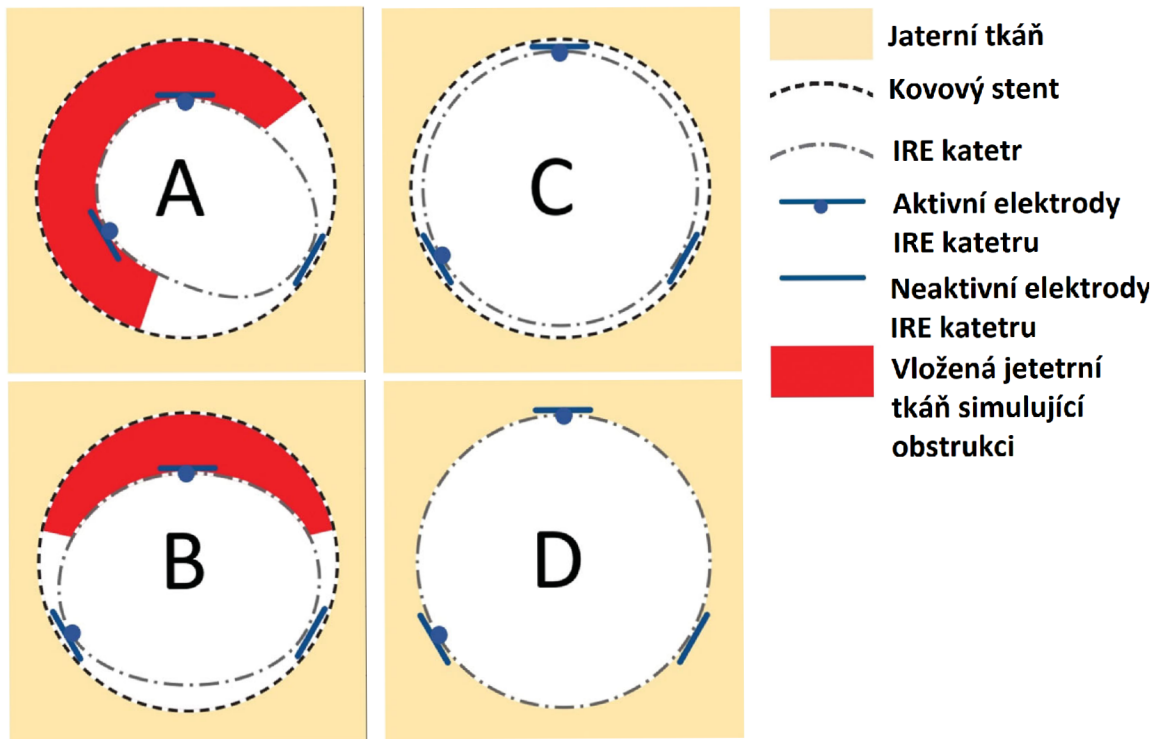 A
C
B
D
Jaterní tkáň
Kovový stent
IRE katetr
Aktivní elektrody
IRE katetru
Neaktivní elektrody
IRE katetru
Vložená jetetrní
tkáň simulující
obstrukci